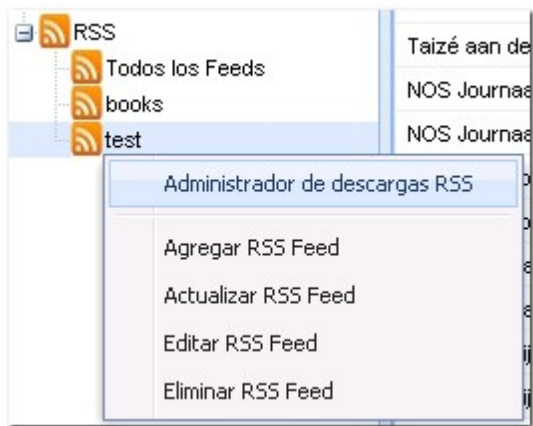 RSS
Todos los Feeds
books
test
Taizé aan de
NOS Journaa
NOS Journaa
Administrador de descargas RSS
Agregar RSS Feed
Actualizar RSS Feed
Editar RSS Feed
Eliminar RSS Feed